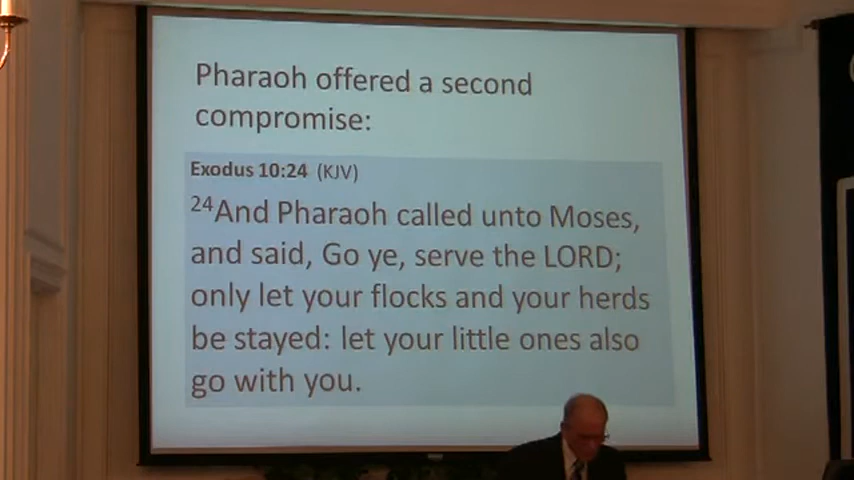 Pharaoh offered a second
compromise:
Exodus 10:24 (KJV)
24And Pharaoh called unto Moses,
and said, Go ye, serve the LORD;
only let your flocks and your herds
be stayed: let your little ones also
go with you.